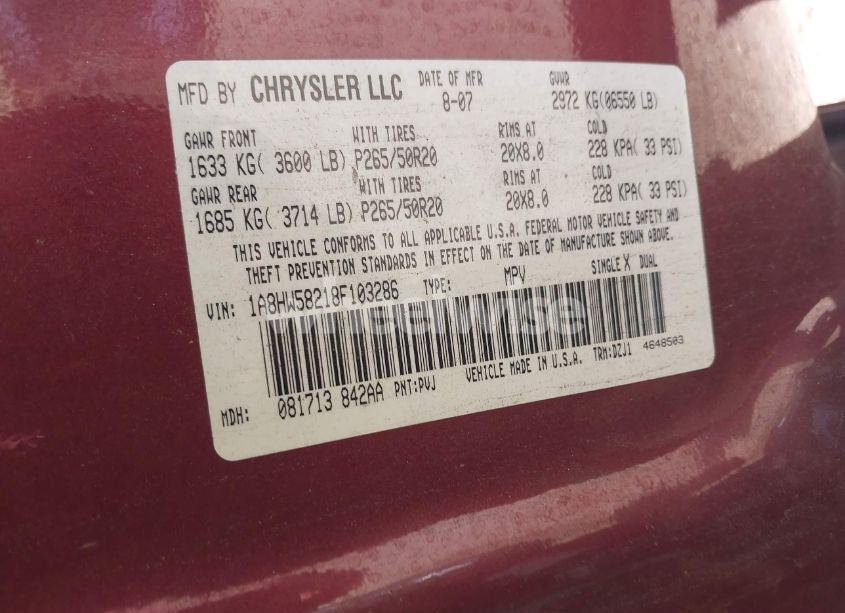 MFD BY CHRYSLER LLC DATE OF MFR GVWR
8-07 2972 KG(06550 LB)
GAWR FRONT WITH TIRES RIMS AT COLD
1633 KG( 3600 LB) P265/50R20 20X8.0 228 KPA( 33 PSI)
GAWR REAR WITH TIRES RIMS AT COLD
1685 KG( 3714 LB) P265/50R20 20X8.0 228 KPA( 33 PSI)
THIS VEHICLE CONFORMS TO ALL APPLICABLE U.S.A. FEDERAL MOTOR VEHICLE SAFETY AND
THEFT PREVENTION STANDARDS IN EFFECT ON THE DATE OF MANUFACTURE SHOWN ABOVE.
VIN: 1A8HW58218F103286 TYPE: MPV SINGLE X DUAL
wheelwise
MDH: 081713 842AA PNT:PVJ VEHICLE MADE IN U.S.A. TRM:DZJ1 4648503